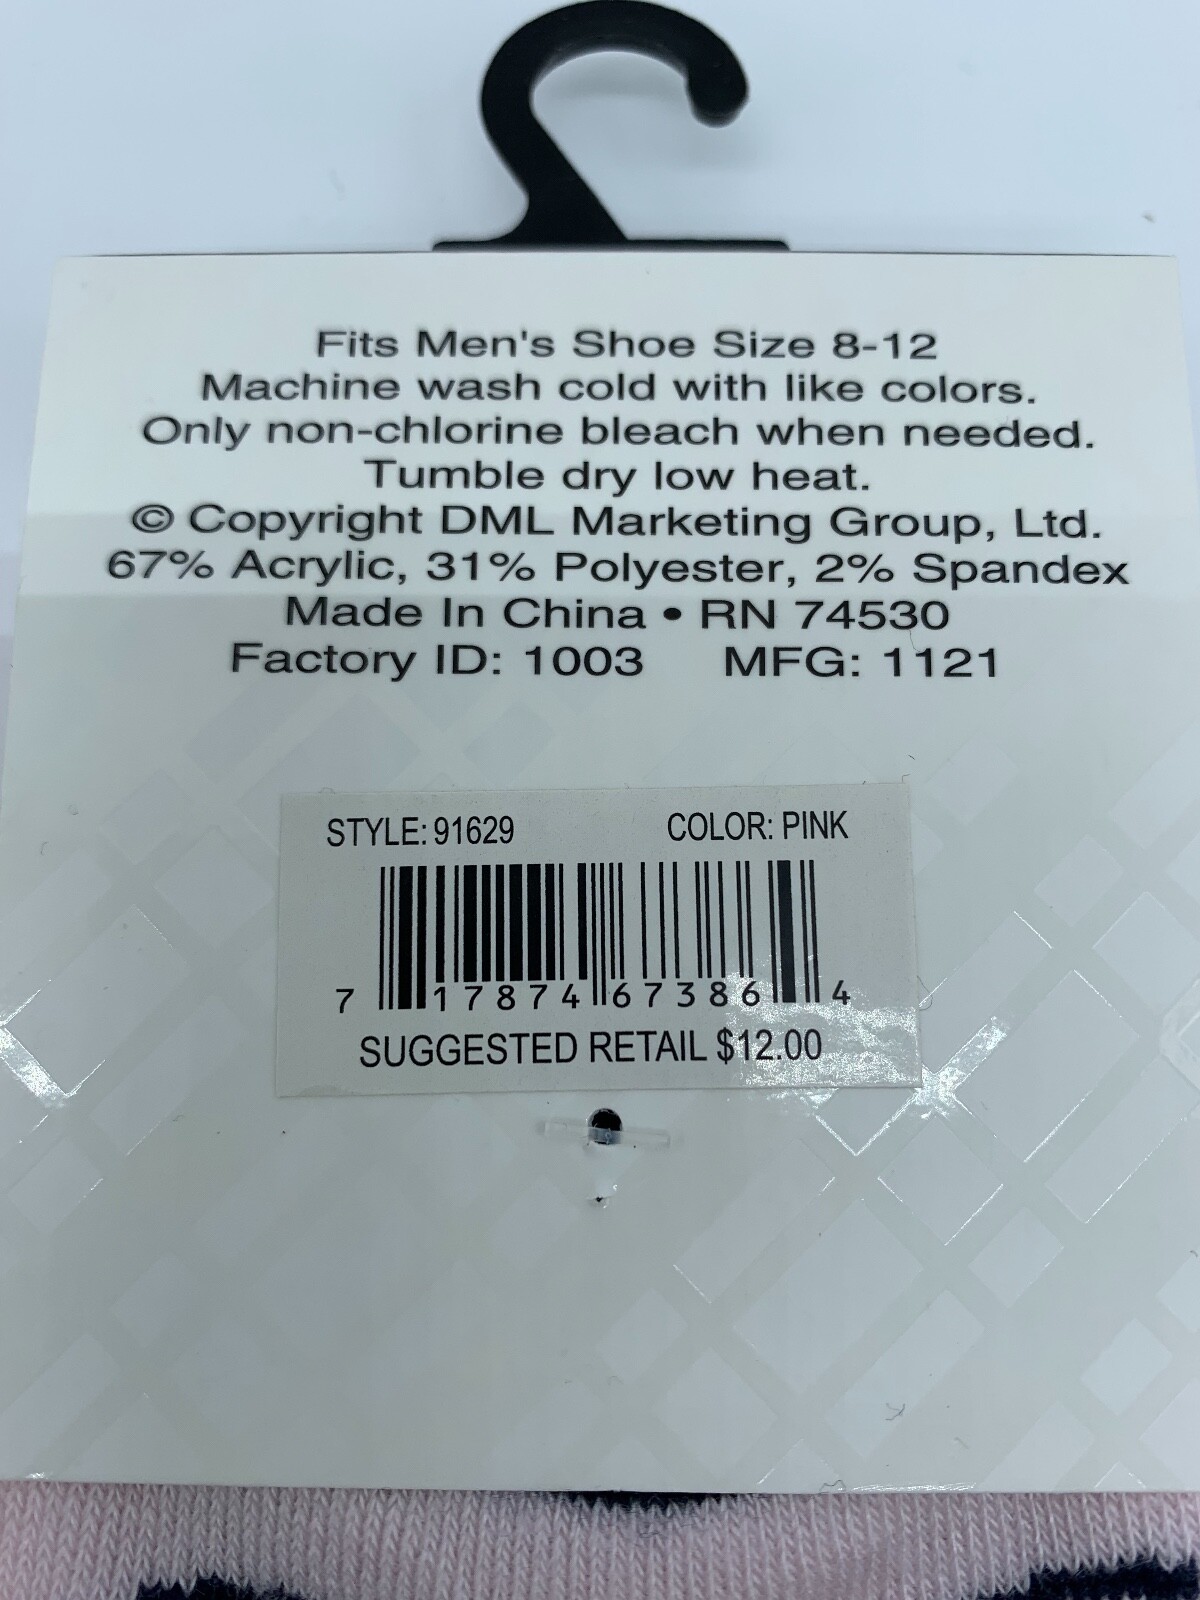 Fits Men's Shoe Size 8-12
Machine wash cold with like colors.
Only non-chlorine bleach when needed.
Tumble dry low heat.
© Copyright DML Marketing Group, Ltd.
67% Acrylic, 31% Polyester, 2% Spandex
Made In China • RN 74530
Factory ID: 1003 MFG: 1121
STYLE: 91629 COLOR: PINK
7 17874 67386 4
SUGGESTED RETAIL $12.00